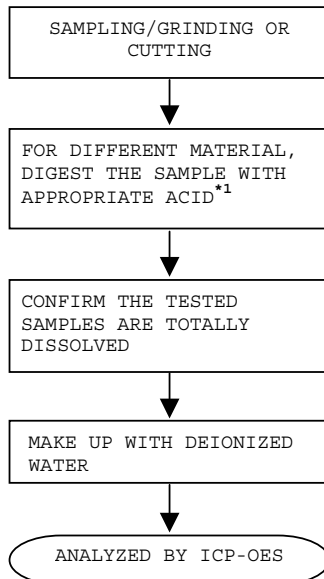 SAMPLING/GRINDING OR
CUTTING
FOR DIFFERENT MATERIAL,
DIGEST THE SAMPLE WITH
APPROPRIATE ACID*1
CONFIRM THE TESTED
SAMPLES ARE TOTALLY
DISSOLVED
MAKE UP WITH DEIONIZED
WATER
ANALYZED BY ICP-OES